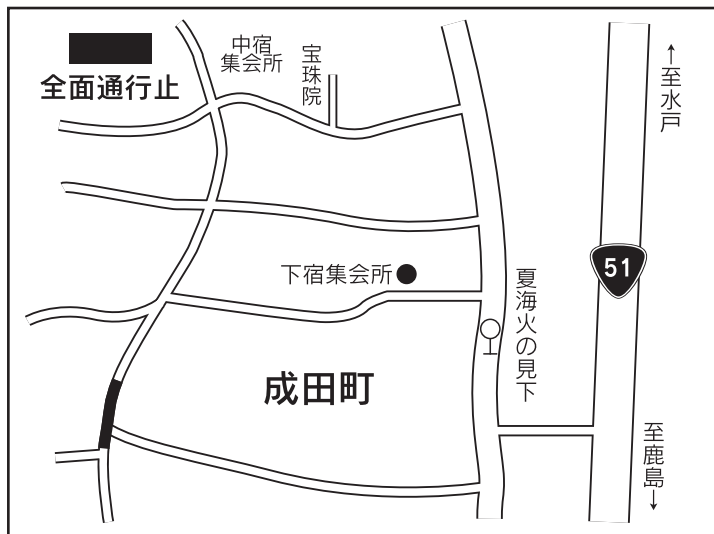 全面通行止
中宿
集会所
宝珠院
↑至水戸
51
下宿集会所
夏海火の見下
成田町
至鹿島↓